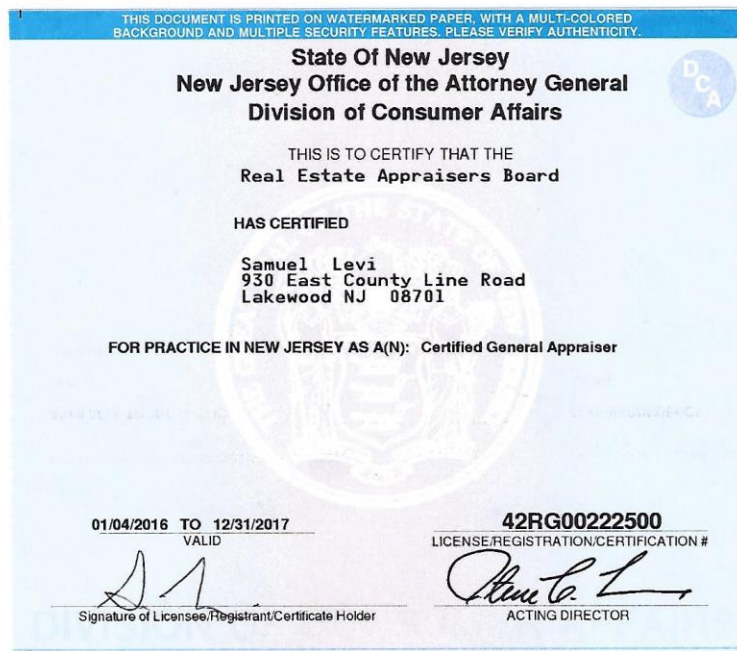 THIS DOCUMENT IS PRINTED ON WATERMARKED PAPER, WITH A MULTI-COLORED
BACKGROUND AND MULTIPLE SECURITY FEATURES. PLEASE VERIFY AUTHENTICITY.
State Of New Jersey
New Jersey Office of the Attorney General
Division of Consumer Affairs
DCA
THIS IS TO CERTIFY THAT THE
Real Estate Appraisers Board
HAS CERTIFIED
Samuel Levi
930 East County Line Road
Lakewood NJ 08701
FOR PRACTICE IN NEW JERSEY AS A(N): Certified General Appraiser
01/04/2016 TO 12/31/2017
VALID
42RG00222500
LICENSE/REGISTRATION/CERTIFICATION #
Signature of Licensee/Registrant/Certificate Holder
ACTING DIRECTOR